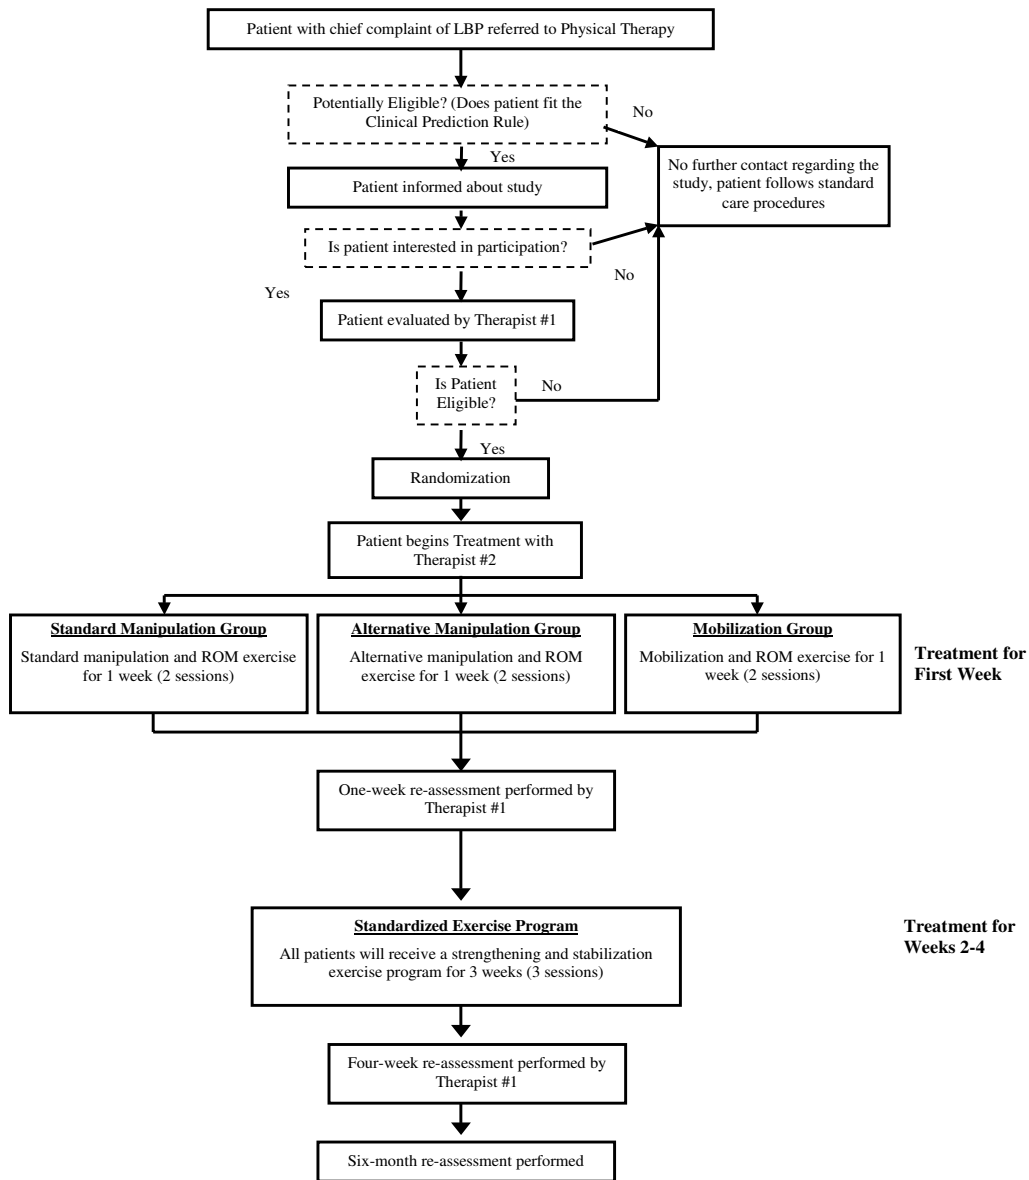 Patient with chief complaint of LBP referred to Physical Therapy
Potentially Eligible? (Does patient fit the
Clinical Prediction Rule)
No
Yes
No further contact regarding the
study, patient follows standard
care procedures
Patient informed about study
Is patient interested in participation?
No
Yes
Patient evaluated by Therapist #1
Is Patient
Eligible?
No
Yes
Randomization
Patient begins Treatment with
Therapist #2
Standard Manipulation Group
Standard manipulation and ROM exercise
for 1 week (2 sessions)
Alternative Manipulation Group
Alternative manipulation and ROM
exercise for 1 week (2 sessions)
Mobilization Group
Mobilization and ROM exercise for 1
week (2 sessions)
Treatment for
First Week
One-week re-assessment performed by
Therapist #1
Standardized Exercise Program
All patients will receive a strengthening and stabilization
exercise program for 3 weeks (3 sessions)
Treatment for
Weeks 2-4
Four-week re-assessment performed by
Therapist #1
Six-month re-assessment performed